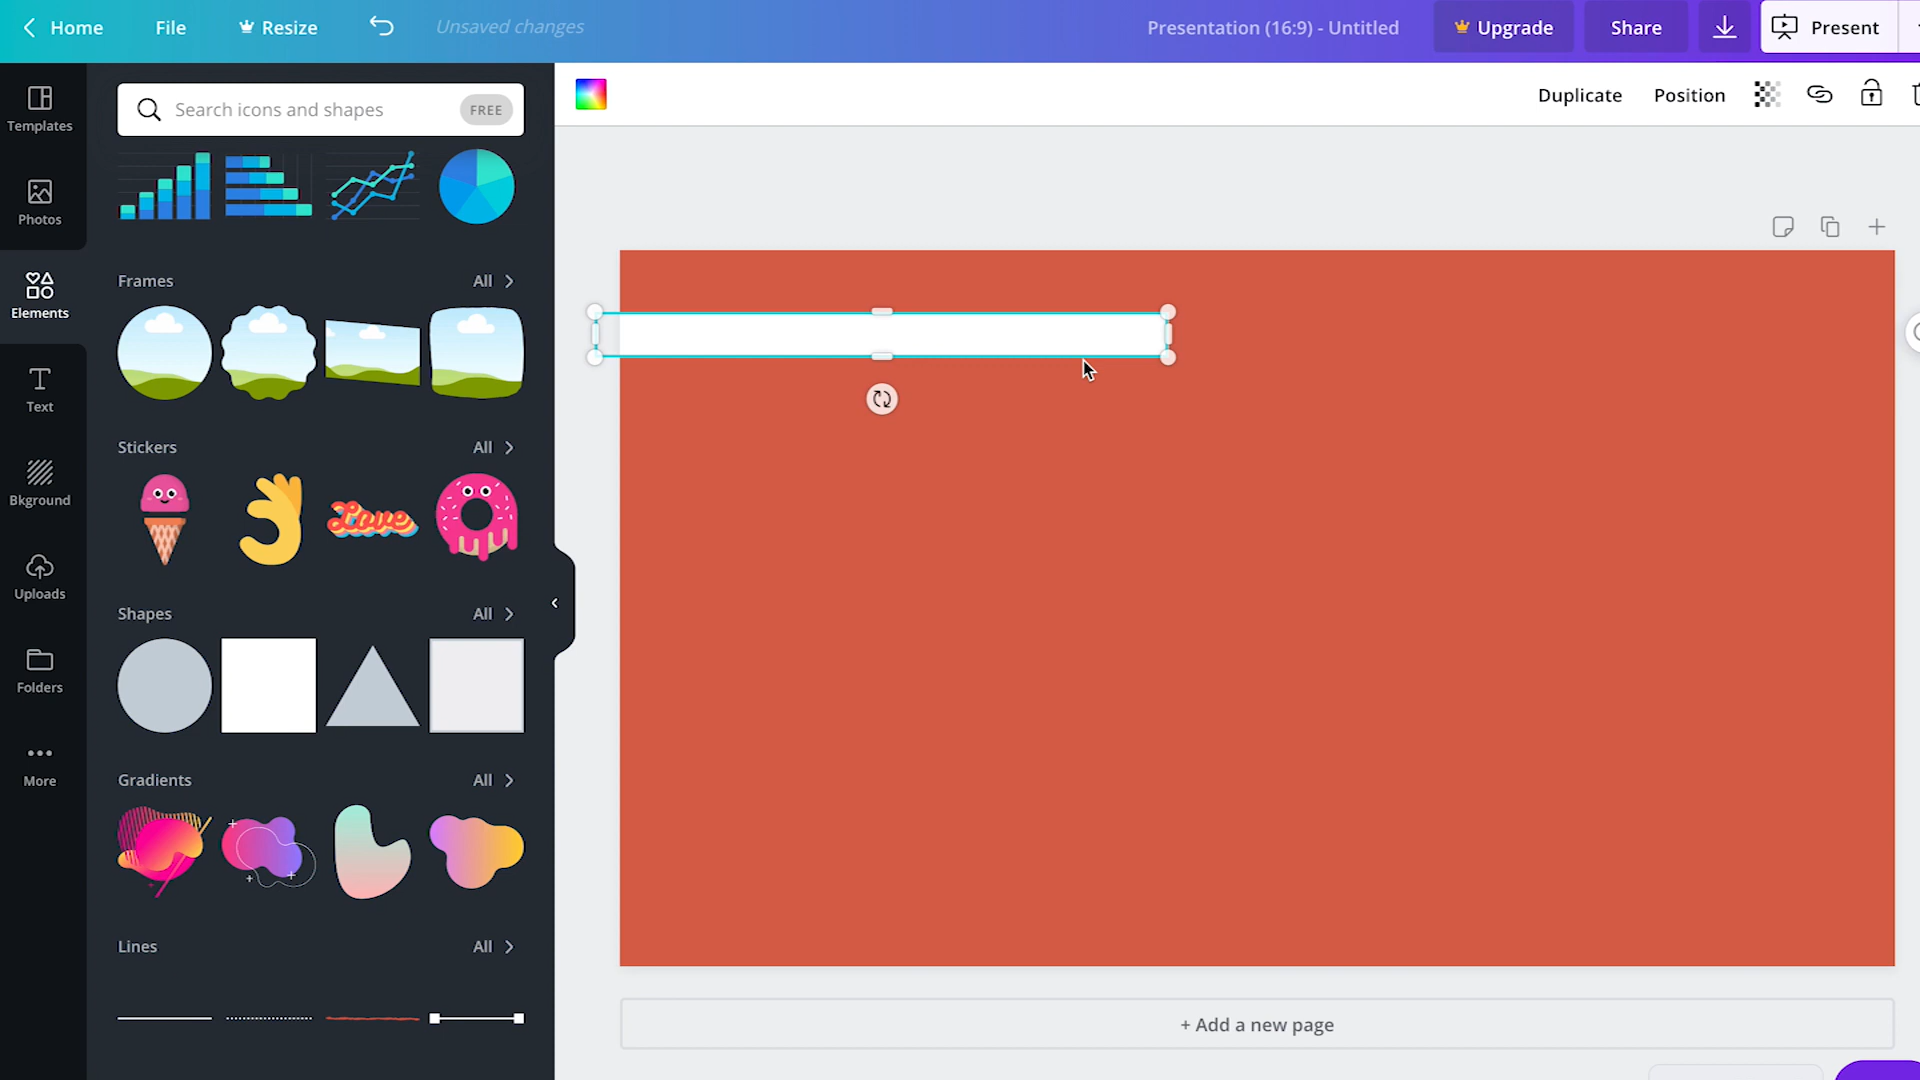 Home File Resize Unsaved changes Presentation (16:9) - Untitled Upgrade Share Present
Templates
Photos
Elements
Text
Bkground
Uploads
Folders
More
Search icons and shapes FREE
Frames All
Stickers All
Love
Shapes All
Gradients All
Lines All
Duplicate Position
+ Add a new page